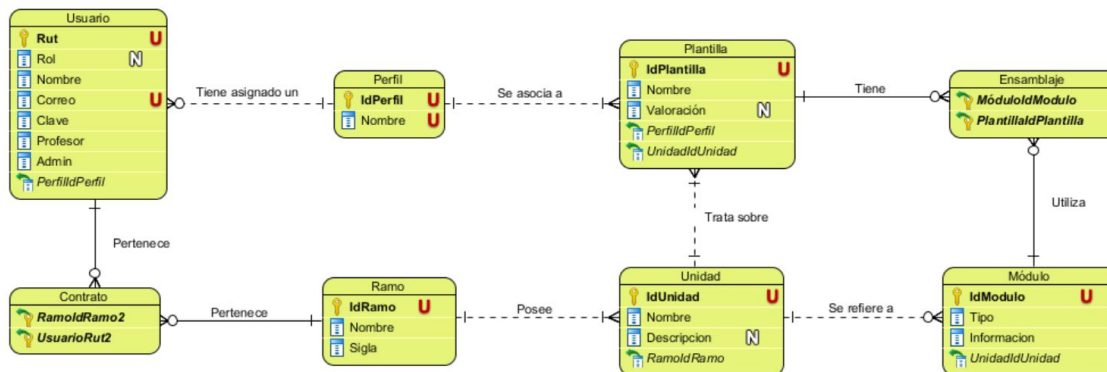 Usuario
Rut U
Rol N
Nombre
Correo U
Clave
Profesor
Admin
PerfilIdPerfil
Tiene asignado un
Perfil
IdPerfil U
Nombre U
Se asocia a
Plantilla
IdPlantilla U
Nombre
Valoración N
PerfilIdPerfil
UnidadIdUnidad
Tiene
Ensamblaje
MóduloIdModulo
PlantillaIdPlantilla
Pertenece
Trata sobre
Utiliza
Contrato
RamoIdRamo2
UsuarioRut2
Pertenece
Ramo
IdRamo U
Nombre
Sigla
Posee
Unidad
IdUnidad U
Nombre
Descripcion N
RamoIdRamo
Se refiere a
Módulo
IdModulo U
Tipo
Informacion
UnidadIdUnidad